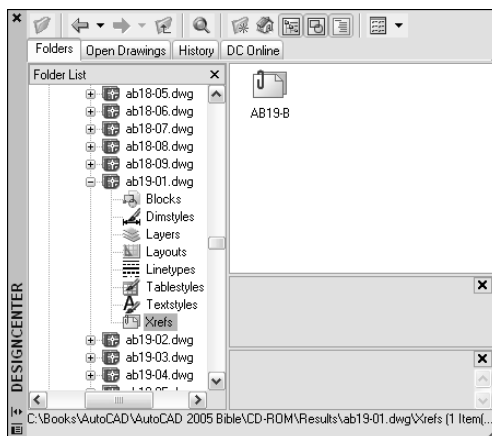 Folders
Open Drawings
History
DC Online
Folder List
ab18-05.dwg
ab18-06.dwg
ab18-07.dwg
ab18-08.dwg
ab18-09.dwg
ab19-01.dwg
Blocks
Dimstyles
Layers
Layouts
Linetypes
Tablestyles
Textstyles
Xrefs
ab19-02.dwg
ab19-03.dwg
ab19-04.dwg
AB19-B
DESIGNCENTER
C:\Books\AutoCAD\AutoCAD 2005 Bible\CD-ROM\Results\ab19-01.dwg\Xrefs (1 Item(...